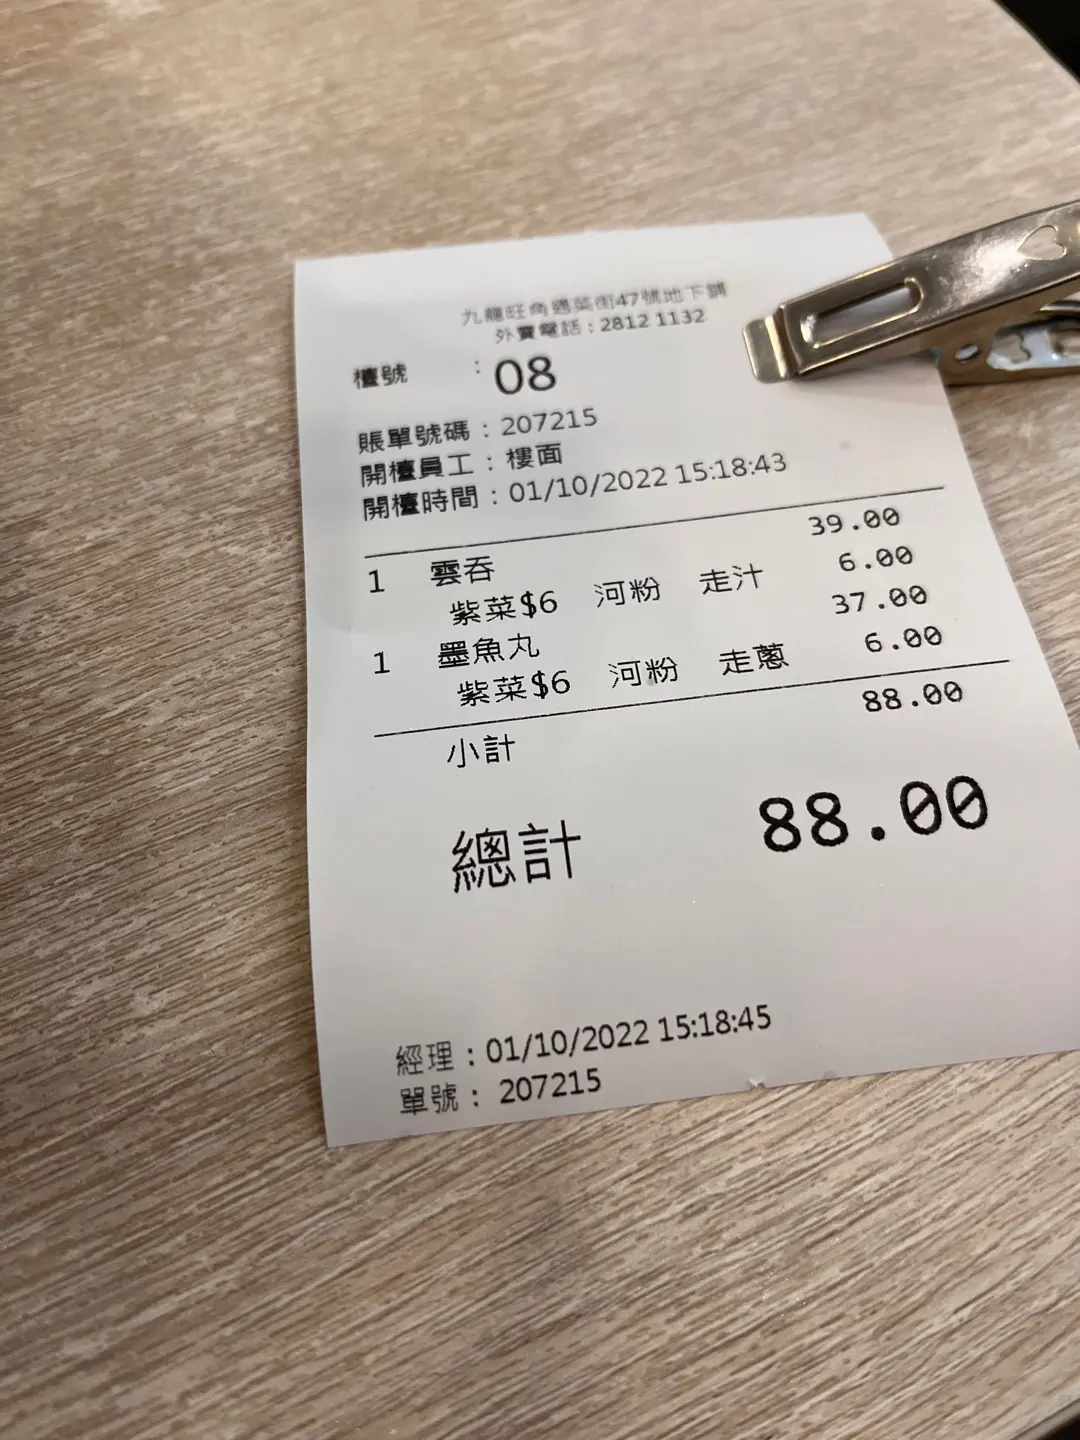 九龍旺角通菜街47號地下舖
外賣電話：2812 1132
檯號 ： 08
賬單號碼：207215
開檯員工：樓面
開檯時間：01/10/2022 15:18:43
1 雲吞 39.00
紫菜$6 河粉 走汁 6.00
1 墨魚丸 37.00
紫菜$6 河粉 走蔥 6.00
小計 88.00
總計 88.00
經理：01/10/2022 15:18:45
單號： 207215